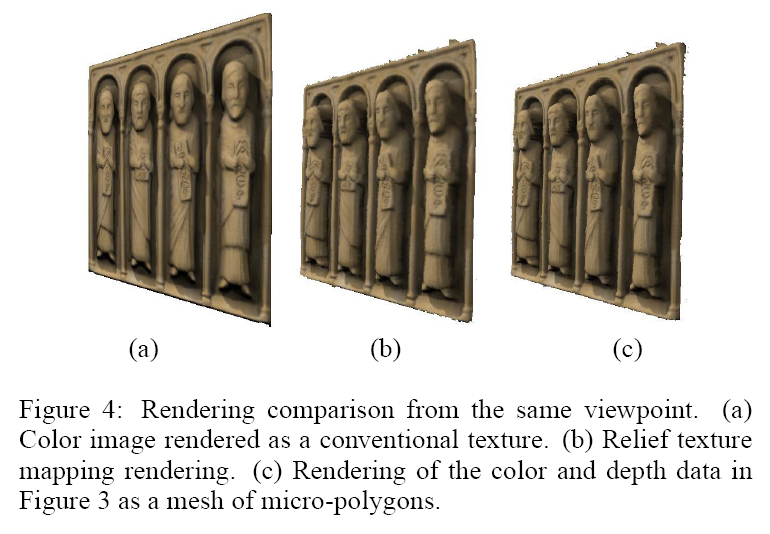 (a)
(b)
(c)
Figure 4: Rendering comparison from the same viewpoint. (a)
Color image rendered as a conventional texture. (b) Relief texture
mapping rendering. (c) Rendering of the color and depth data in
Figure 3 as a mesh of micro-polygons.